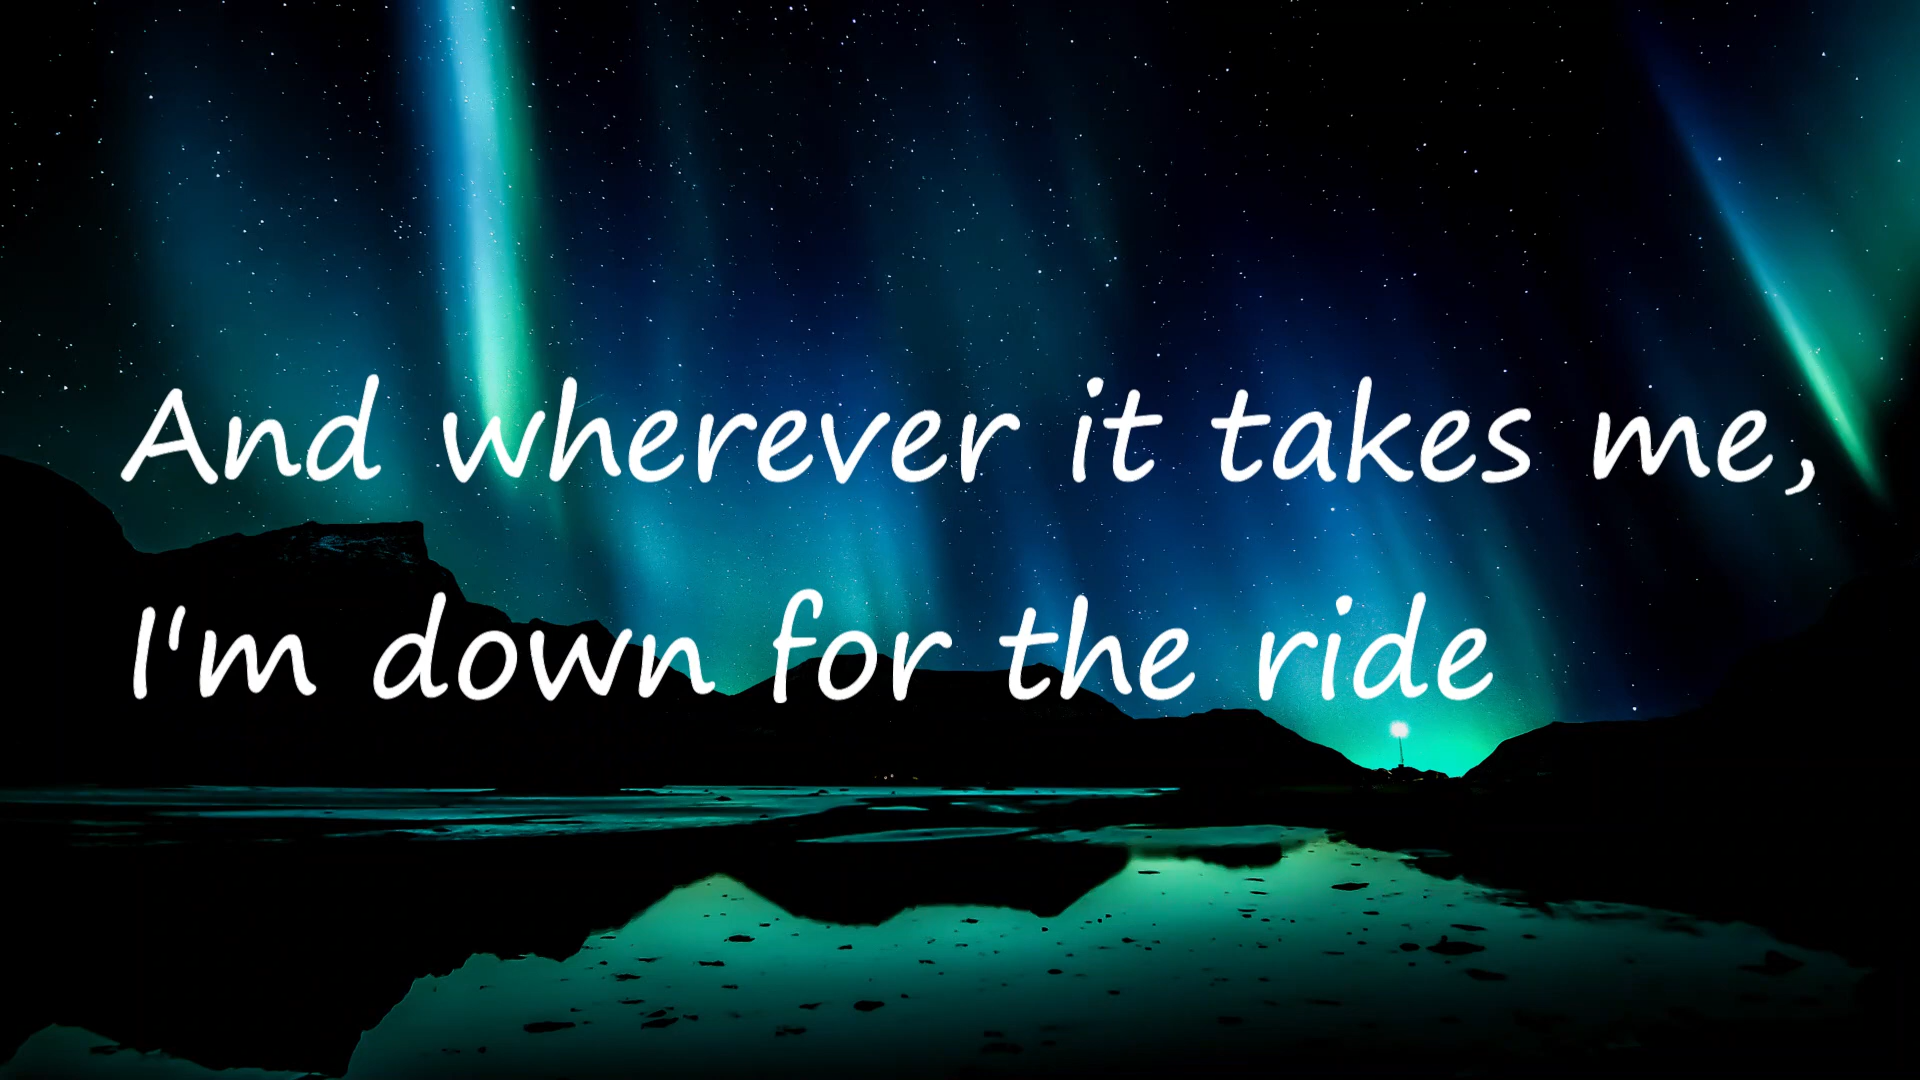 And wherever it takes me,
I'm down for the ride